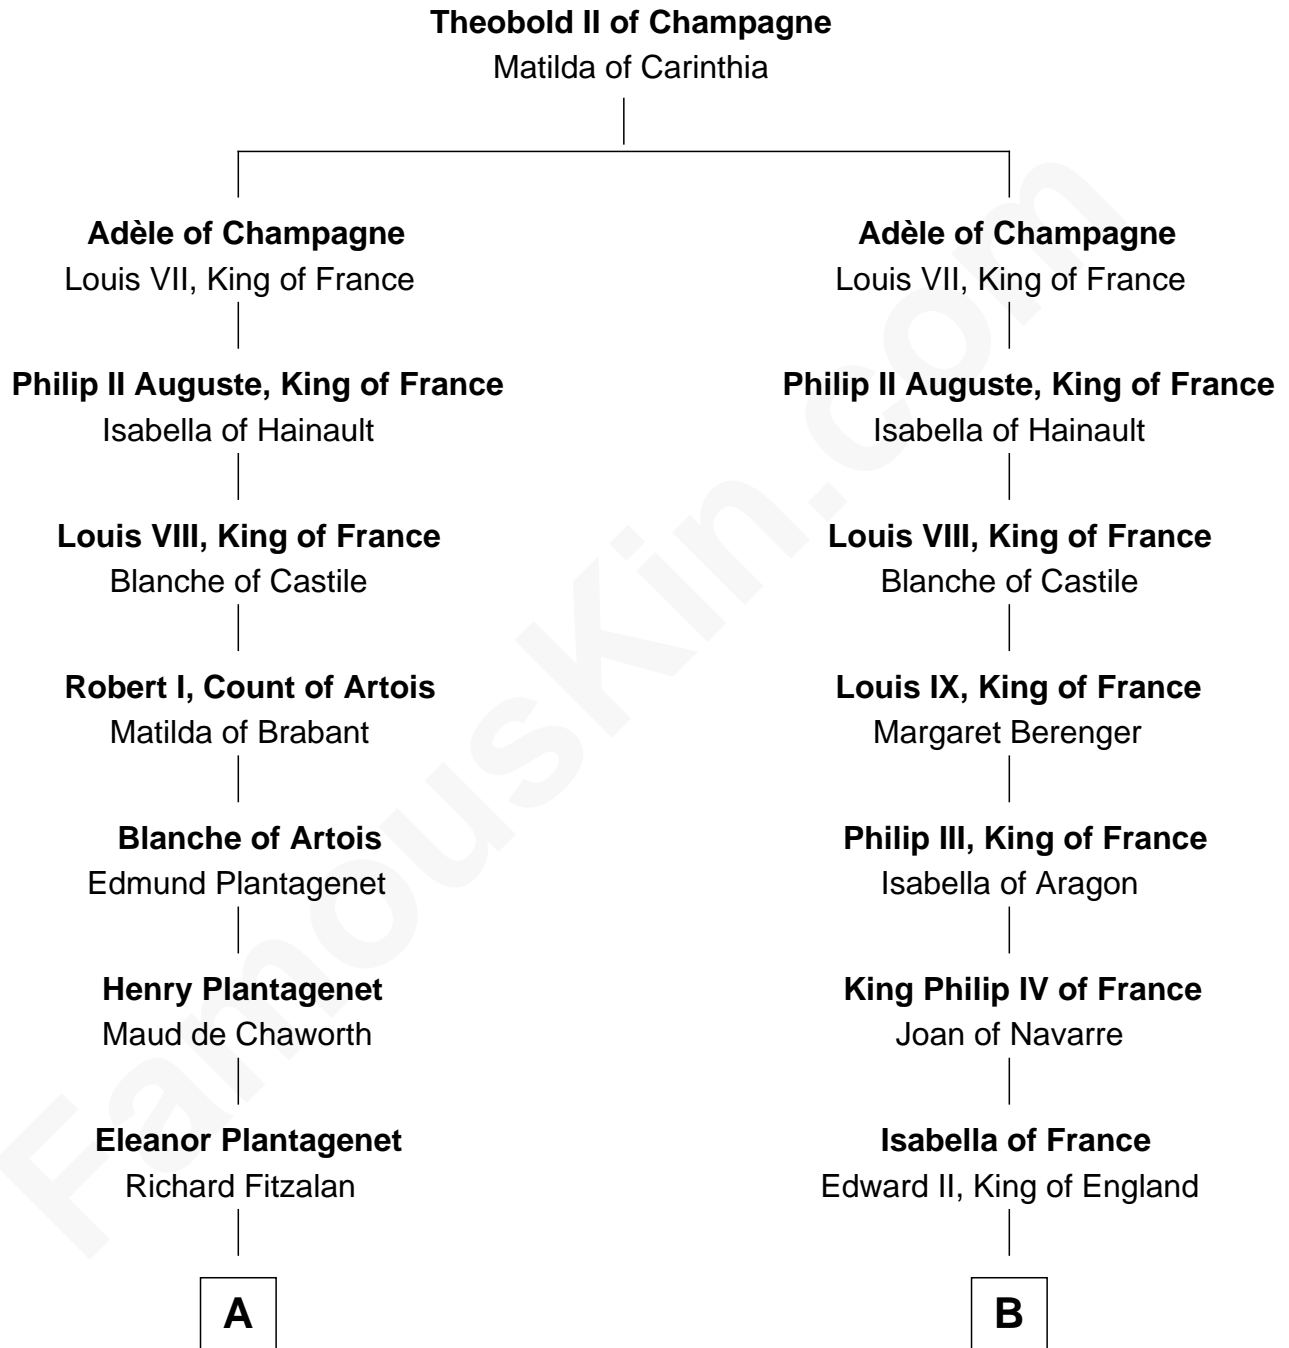 Theobold II of Champagne
Matilda of Carinthia
Adèle of Champagne
Louis VII, King of France
Philip II Auguste, King of France
Isabella of Hainault
Louis VIII, King of France
Blanche of Castile
Robert I, Count of Artois
Matilda of Brabant
Blanche of Artois
Edmund Plantagenet
Henry Plantagenet
Maud de Chaworth
Eleanor Plantagenet
Richard Fitzalan
A
Adèle of Champagne
Louis VII, King of France
Philip II Auguste, King of France
Isabella of Hainault
Louis VIII, King of France
Blanche of Castile
Louis IX, King of France
Margaret Berenger
Philip III, King of France
Isabella of Aragon
King Philip IV of France
Joan of Navarre
Isabella of France
Edward II, King of England
B
FamousKin.com